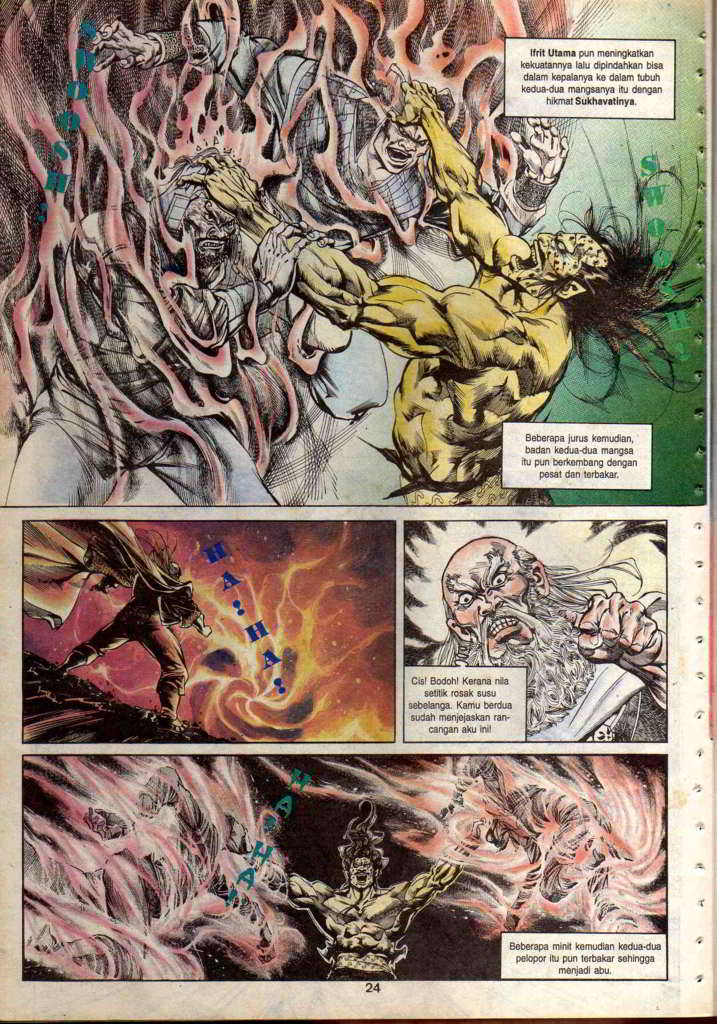 SWOOSH!
Ifrit Utama pun meningkatkan
kekuatannya lalu dipindahkan bisa
dalam kepalanya ke dalam tubuh
kedua-dua mangsanya itu dengan
hikmat Sukhavatinya.
SWOOSH!
Beberapa jurus kemudian,
badan kedua-dua mangsa
itu pun berkembang dengan
pesat dan terbakar.
HA!HA!
Cis! Bodoh! Kerana nila
setitik rosak susu
sebelanga. Kamu berdua
sudah menjejaskan ran-
cangan aku ini!
HA!HA!
Beberapa minit kemudian kedua-dua
pelopor itu pun terbakar sehingga
menjadi abu.
24